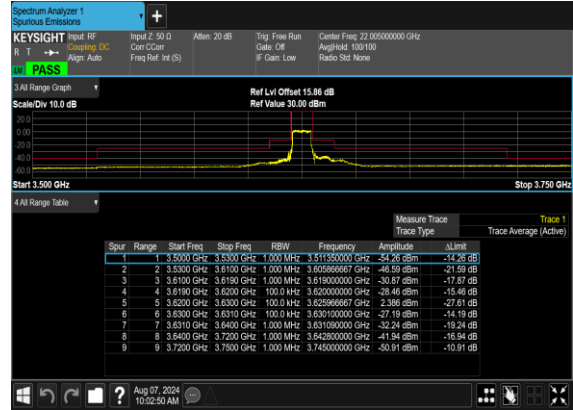 Spectrum Analyzer 1
Spurious Emissions
KEYSIGHT Input: RF Input Z: 50 Ω Atten: 20 dB Trig: Free Run Center Freq: 22.005000000 GHz
R T Coupling: DC Corr CCorr Gate: Off Avg|Hold: 100/100
Align: Auto Freq Ref: Int (S) IF Gain: Low Radio Std: None
LM PASS
3 All Range Graph
Ref Lvl Offset 15.86 dB
Scale/Div 10.0 dB Ref Value 30.00 dBm
20.0
0.00
-20.0
-40.0
-60.0
Start 3.500 GHz Stop 3.750 GHz
4 All Range Table
Measure Trace Trace 1
Trace Type Trace Average (Active)
Spur Range Start Freq Stop Freq RBW Frequency Amplitude ΔLimit
1 1 3.5000 GHz 3.5300 GHz 1.000 MHz 3.511350000 GHz -54.26 dBm -14.26 dB
2 2 3.5300 GHz 3.6100 GHz 1.000 MHz 3.605866667 GHz -46.59 dBm -21.59 dB
3 3 3.6100 GHz 3.6190 GHz 1.000 MHz 3.619000000 GHz -30.87 dBm -17.87 dB
4 4 3.6190 GHz 3.6200 GHz 100.0 kHz 3.620000000 GHz -28.46 dBm -15.46 dB
5 5 3.6200 GHz 3.6300 GHz 100.0 kHz 3.625966667 GHz 2.386 dBm -27.61 dB
6 6 3.6300 GHz 3.6310 GHz 100.0 kHz 3.630100000 GHz -27.19 dBm -14.19 dB
7 7 3.6310 GHz 3.6400 GHz 1.000 MHz 3.631090000 GHz -32.24 dBm -19.24 dB
8 8 3.6400 GHz 3.7200 GHz 1.000 MHz 3.642800000 GHz -41.94 dBm -16.94 dB
9 9 3.7200 GHz 3.7500 GHz 1.000 MHz 3.745000000 GHz -50.91 dBm -10.91 dB
Aug 07, 2024
10:02:50 AM